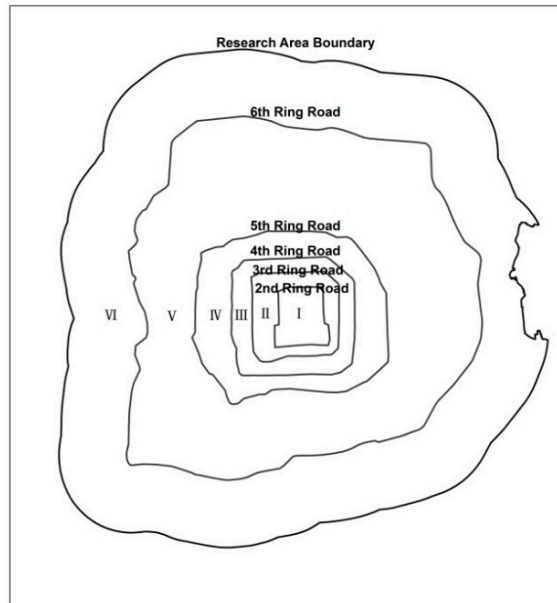 Research Area Boundary
6th Ring Road
5th Ring Road
4th Ring Road
3rd Ring Road
2nd Ring Road
Ⅵ Ⅴ Ⅳ Ⅲ Ⅱ Ⅰ